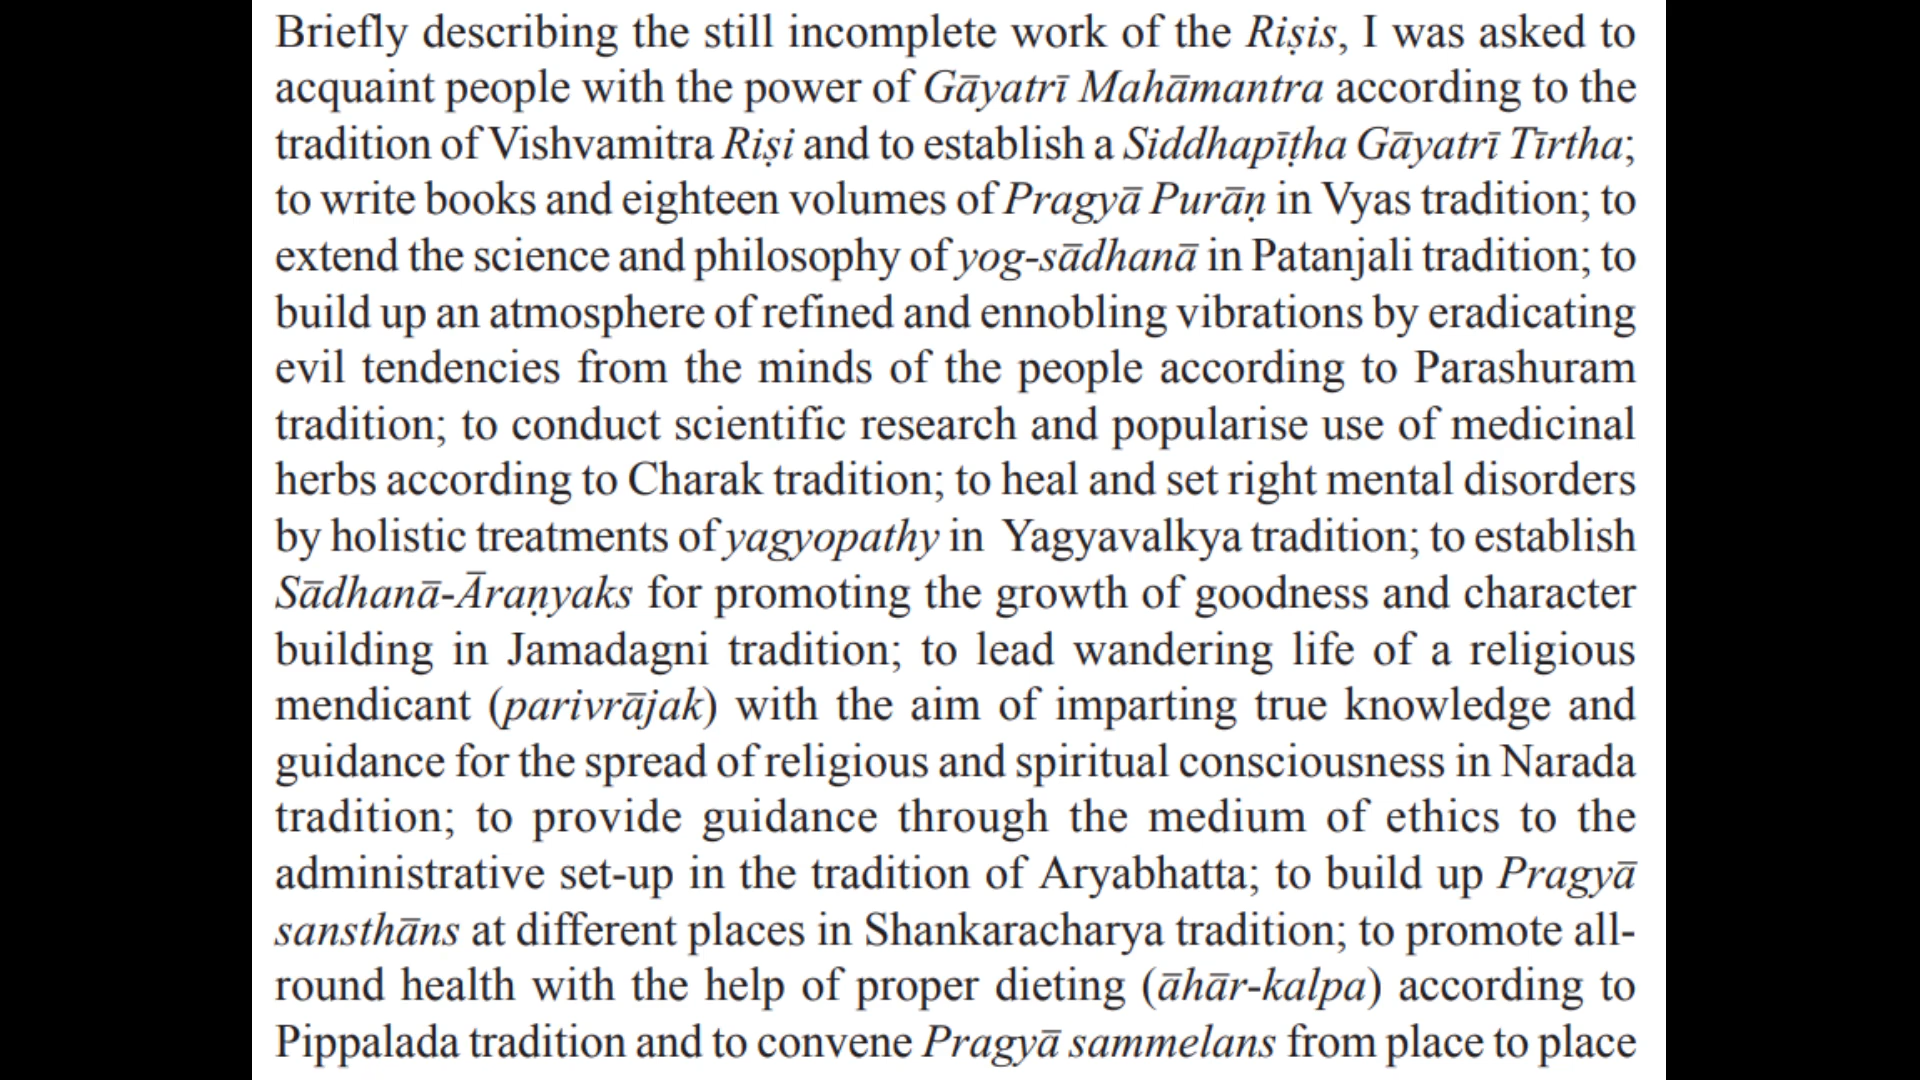 Briefly describing the still incomplete work of the Riṣis, I was asked to
acquaint people with the power of Gāyatrī Mahāmantra according to the
tradition of Vishvamitra Riṣi and to establish a Siddhapīṭha Gāyatrī Tīrtha;
to write books and eighteen volumes of Pragyā Purāṇ in Vyas tradition; to
extend the science and philosophy of yog-sādhanā in Patanjali tradition; to
build up an atmosphere of refined and ennobling vibrations by eradicating
evil tendencies from the minds of the people according to Parashuram
tradition; to conduct scientific research and popularise use of medicinal
herbs according to Charak tradition; to heal and set right mental disorders
by holistic treatments of yagyopathy in Yagyavalkya tradition; to establish
Sādhanā-Āraṇyaks for promoting the growth of goodness and character
building in Jamadagni tradition; to lead wandering life of a religious
mendicant (parivrājak) with the aim of imparting true knowledge and
guidance for the spread of religious and spiritual consciousness in Narada
tradition; to provide guidance through the medium of ethics to the
administrative set-up in the tradition of Aryabhatta; to build up Pragyā
sansthāns at different places in Shankaracharya tradition; to promote all-
round health with the help of proper dieting (āhār-kalpa) according to
Pippalada tradition and to convene Pragyā sammelans from place to place